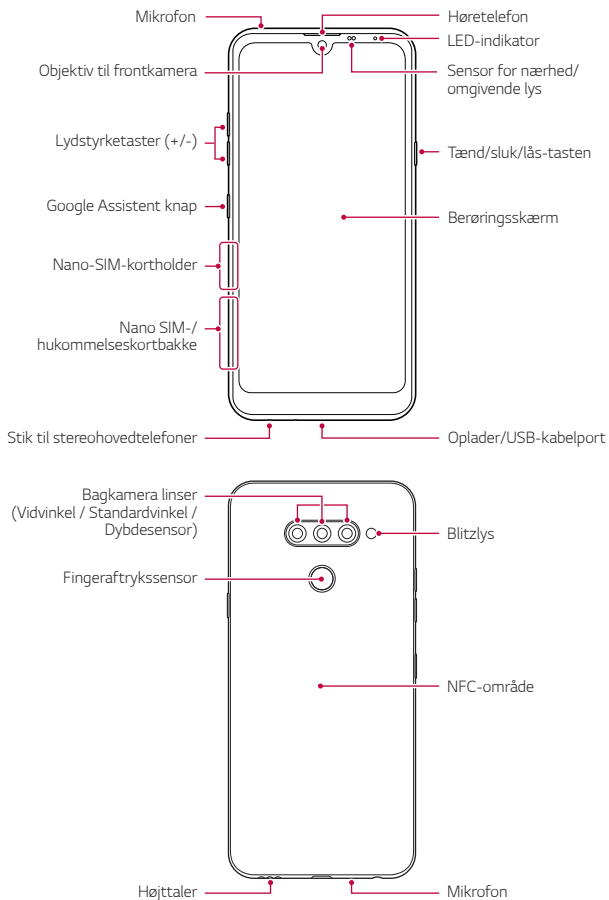 Mikrofon
Objektiv til frontkamera
Lydstyrketaster (+/-)
Google Assistent knap
Nano-SIM-kortholder
Nano SIM-/
hukommelseskortbakke
Stik til stereohovedtelefoner
Høretelefon
LED-indikator
Sensor for nærhed/
omgivende lys
Tænd/sluk/lås-tasten
Berøringsskærm
Oplader/USB-kabelport
Bagkamera linser
(Vidvinkel / Standardvinkel /
Dybdesensor)
Fingeraftrykssensor
Højttaler
Blitzlys
NFC-område
Mikrofon